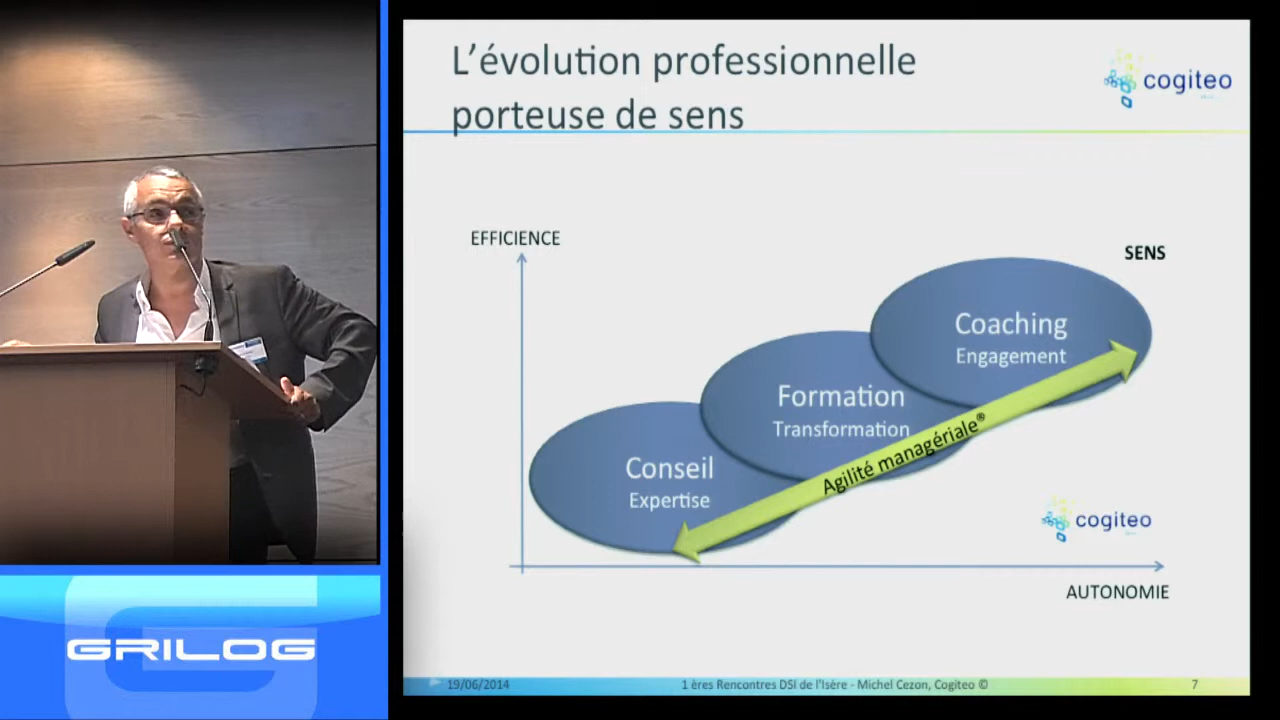 L'évolution professionnelle
porteuse de sens
cogiteo
EFFICIENCE
SENS
Coaching
Engagement
Formation
Transformation
Agilité managériale®
Conseil
Expertise
cogiteo
AUTONOMIE
GRILOG
19/06/2014
1 ères Rencontres DSI de l'Isère - Michel Cezon, Cogiteo ©
7